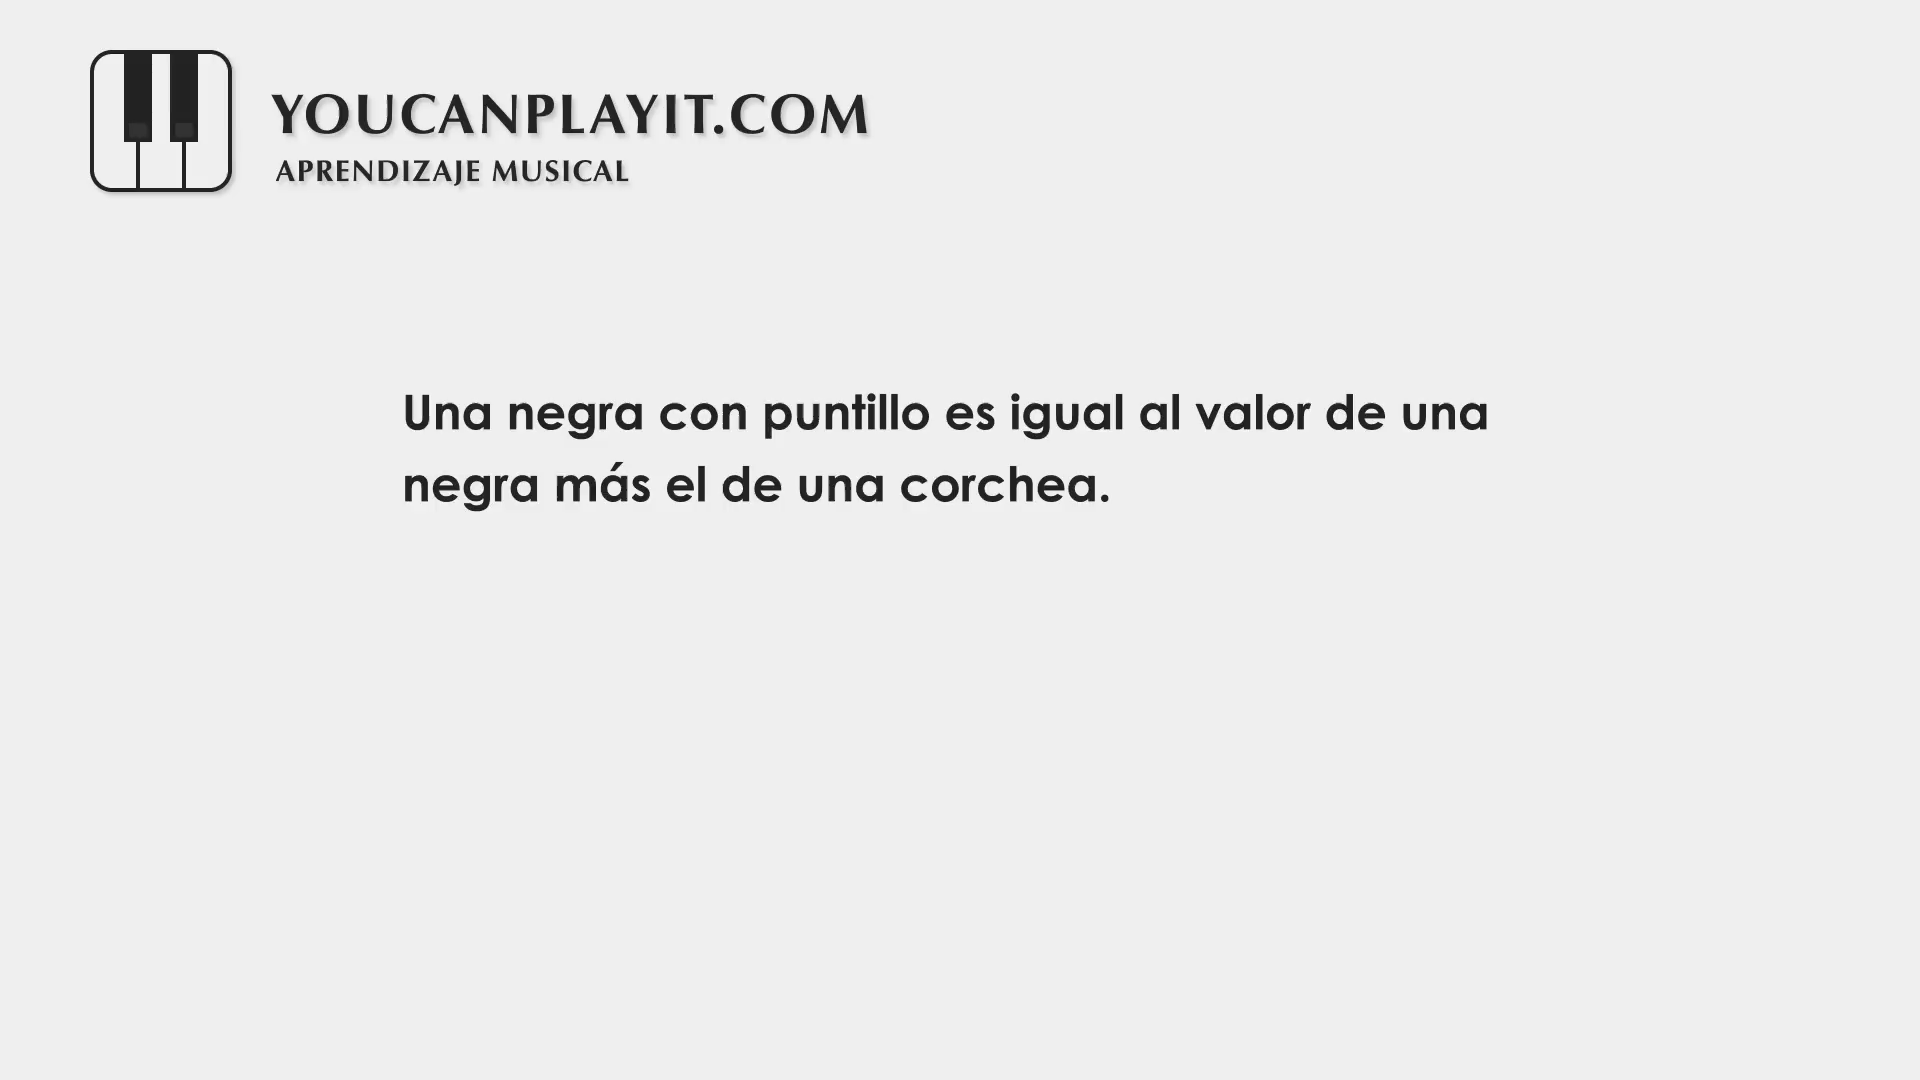 YOUCANPLAYIT.COM
APRENDIZAJE MUSICAL
Una negra con puntillo es igual al valor de una
negra más el de una corchea.